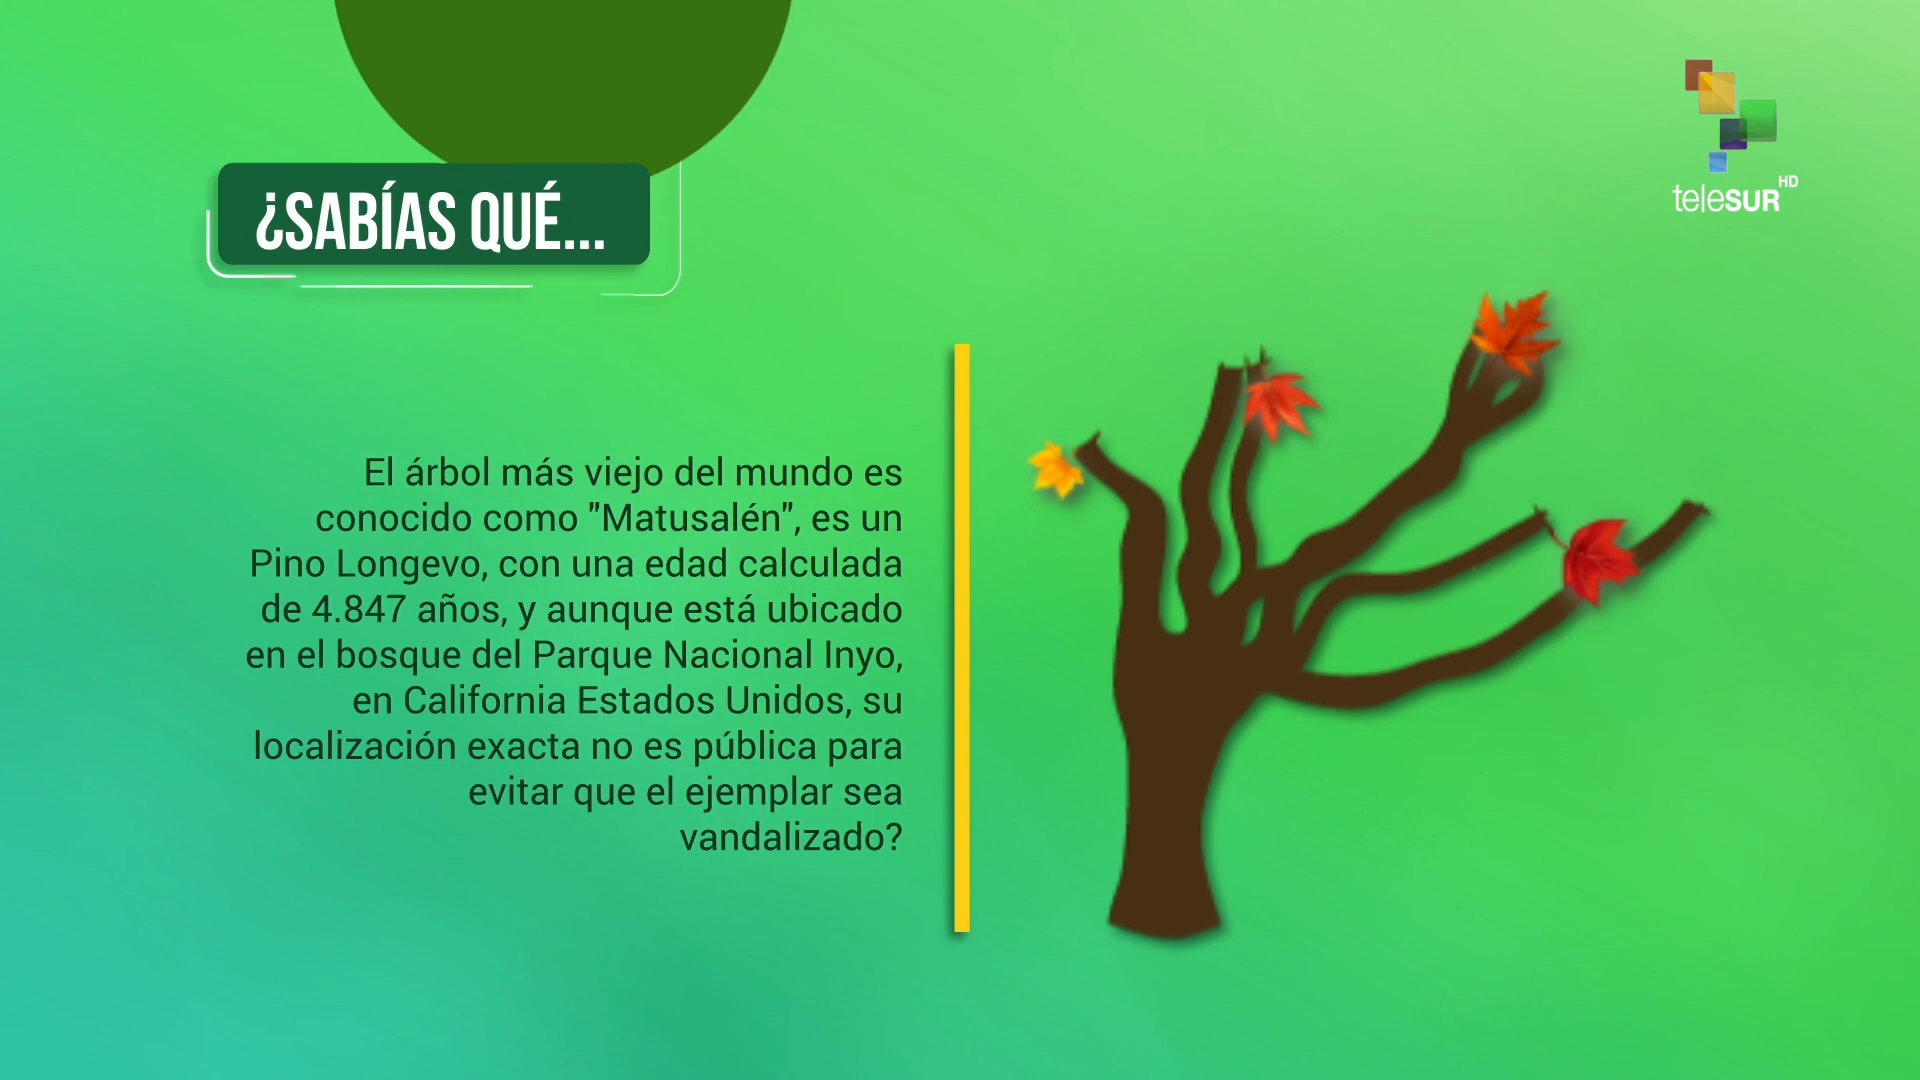 ¿SABÍAS QUÉ...
teleSUR HD
El árbol más viejo del mundo es
conocido como "Matusalén", es un
Pino Longevo, con una edad calculada
de 4.847 años, y aunque está ubicado
en el bosque del Parque Nacional Inyo,
en California Estados Unidos, su
localización exacta no es pública para
evitar que el ejemplar sea
vandalizado?